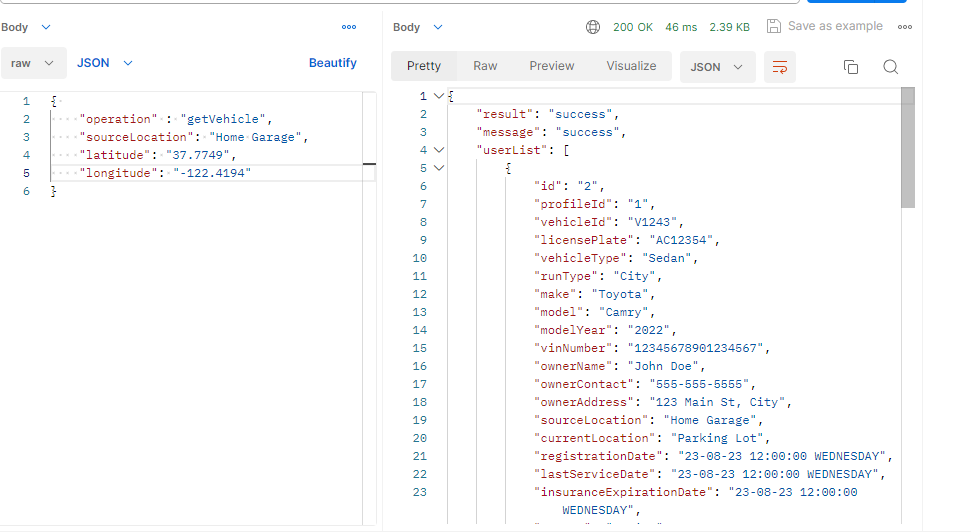 Body
raw
JSON
Beautify
1 {
2 "operation" : "getVehicle",
3 "sourceLocation": "Home Garage",
4 "latitude": "37.7749",
5 "longitude": "-122.4194"
6 }
Body
200 OK 46 ms 2.39 KB Save as example
Pretty Raw Preview Visualize JSON
1 {
2 "result": "success",
3 "message": "success",
4 "userList": [
5 {
6 "id": "2",
7 "profileId": "1",
8 "vehicleId": "V1243",
9 "licensePlate": "AC12354",
10 "vehicleType": "Sedan",
11 "runType": "City",
12 "make": "Toyota",
13 "model": "Camry",
14 "modelYear": "2022",
15 "vinNumber": "12345678901234567",
16 "ownerName": "John Doe",
17 "ownerContact": "555-555-5555",
18 "ownerAddress": "123 Main St, City",
19 "sourceLocation": "Home Garage",
20 "currentLocation": "Parking Lot",
21 "registrationDate": "23-08-23 12:00:00 WEDNESDAY",
22 "lastServiceDate": "23-08-23 12:00:00 WEDNESDAY",
23 "insuranceExpirationDate": "23-08-23 12:00:00
WEDNESDAY",